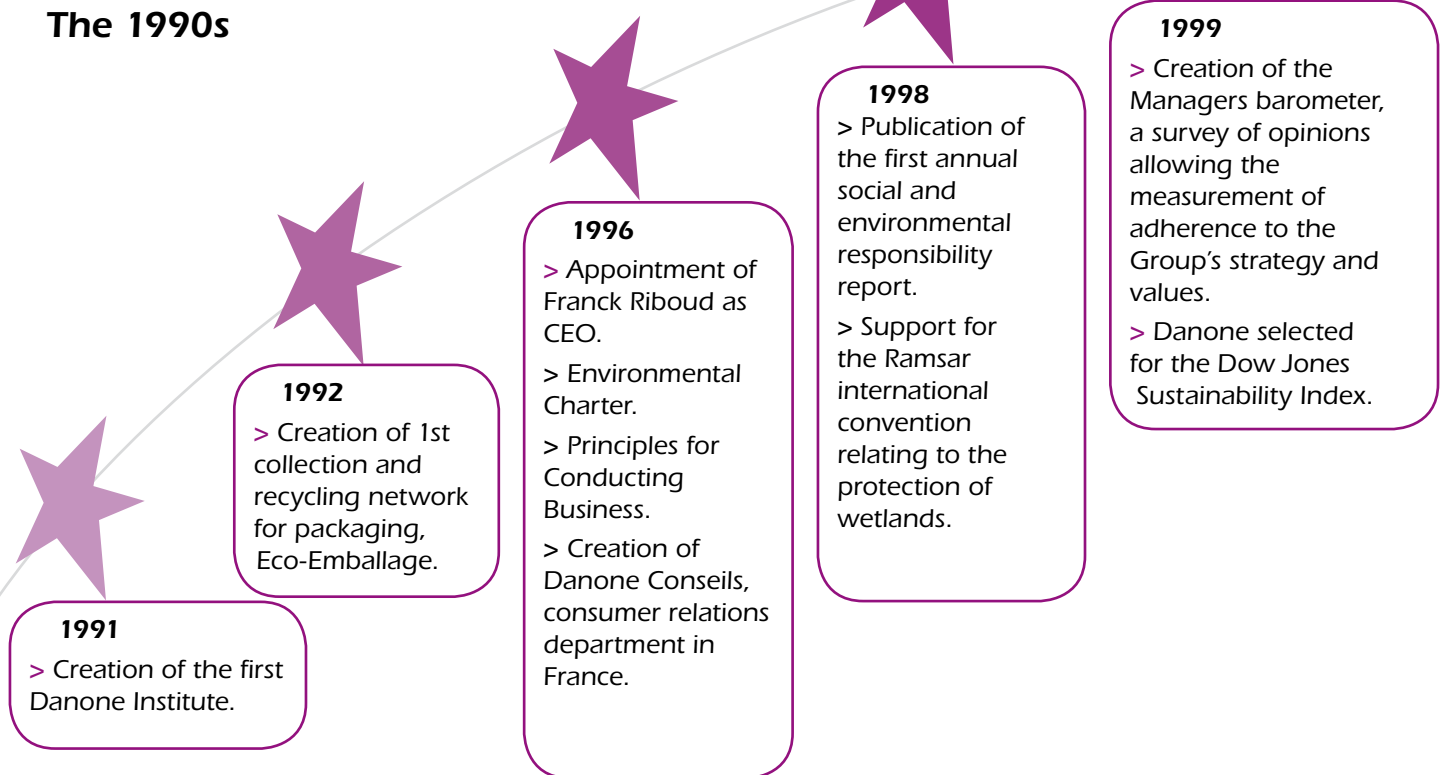 The 1990s
1991
> Creation of the first
Danone Institute.
1992
> Creation of 1st
collection and
recycling network
for packaging,
Eco-Emballage.
1996
> Appointment of
Franck Riboud as
CEO.
> Environmental
Charter.
> Principles for
Conducting
Business.
> Creation of
Danone Conseils,
consumer relations
department in
France.
1998
> Publication of
the first annual
social and
environmental
responsibility
report.
> Support for
the Ramsar
international
convention
relating to the
protection of
wetlands.
1999
> Creation of the
Managers barometer,
a survey of opinions
allowing the
measurement of
adherence to the
Group's strategy and
values.
> Danone selected
for the Dow Jones
Sustainability Index.